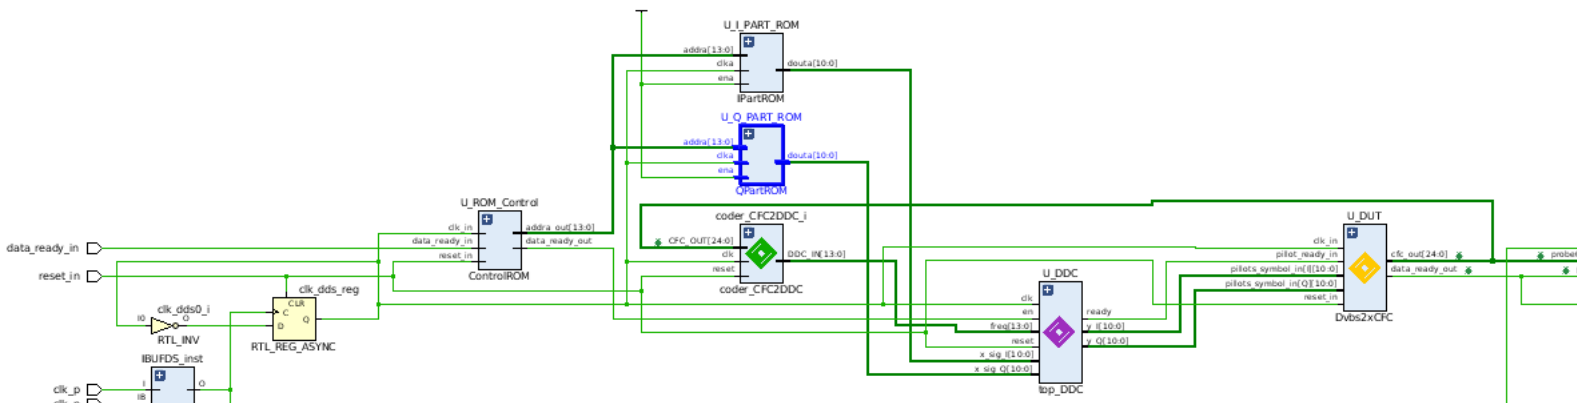 U_I_PART_ROM
addra[13:0]
clka
ena
douta[10:0]
IPartROM
U_Q_PART_ROM
addra[13:0]
clka
ena
douta[10:0]
QPartROM
U_ROM_Control
clk_in
data_ready_in
reset_in
addra_out[13:0]
data_ready_out
ControlROM
data_ready_in
reset_in
coder_CFC2DDC_i
CFC_OUT[24:0]
clk
reset
DDC_IN[13:0]
coder_CFC2DDC
U_DUT
clk_in
pilot_ready_in
pillots_symbol_in[I][10:0]
pillots_symbol_in[Q][10:0]
reset_in
cfc_out[24:0]
data_ready_out
Dvbs2xCFC
U_DDC
clk
en
freq[13:0]
reset
x_sig_I[10:0]
x_sig_Q[10:0]
ready
y_I[10:0]
y_Q[10:0]
top_DDC
clk_dds_reg
CLR
C
D
Q
RTL_REG_ASYNC
clk_dds0_i
I0
O
RTL_INV
IBUFDS_inst
I
IB
O
clk_p